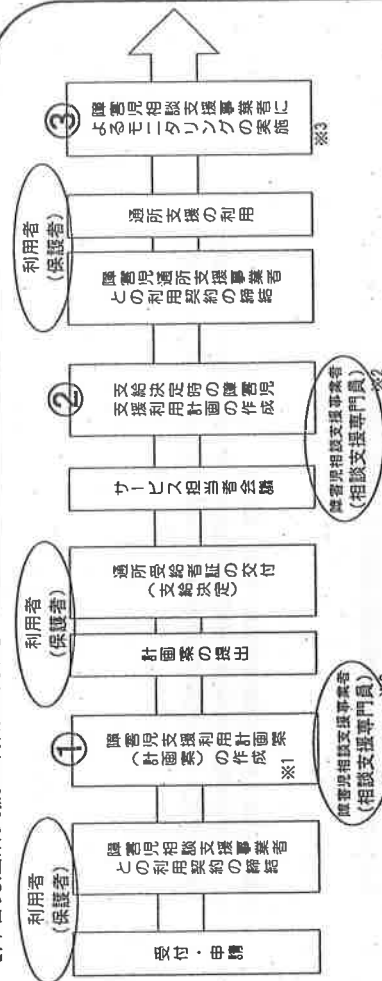 利用者
(保護者)
受付・申請
障害児相談支援事業者
との利用契約の締結
①
障害児支援利用計画案
(計画案)の作成
※1
障害児相談支援事業者
(相談支援専門員)
利用者
(保護者)
計画案の提出
通所受給者証の交付
(支給決定)
サービス担当者会議
②
支給決定時の障害児
支援利用計画の作成
障害児相談支援事業者
(相談支援専門員)
※2
利用者
(保護者)
障害児通所支援事業者
との利用契約の締結
通所支援の利用
③
障害児相談支援事業者に
よるモニタリングの実施
※3